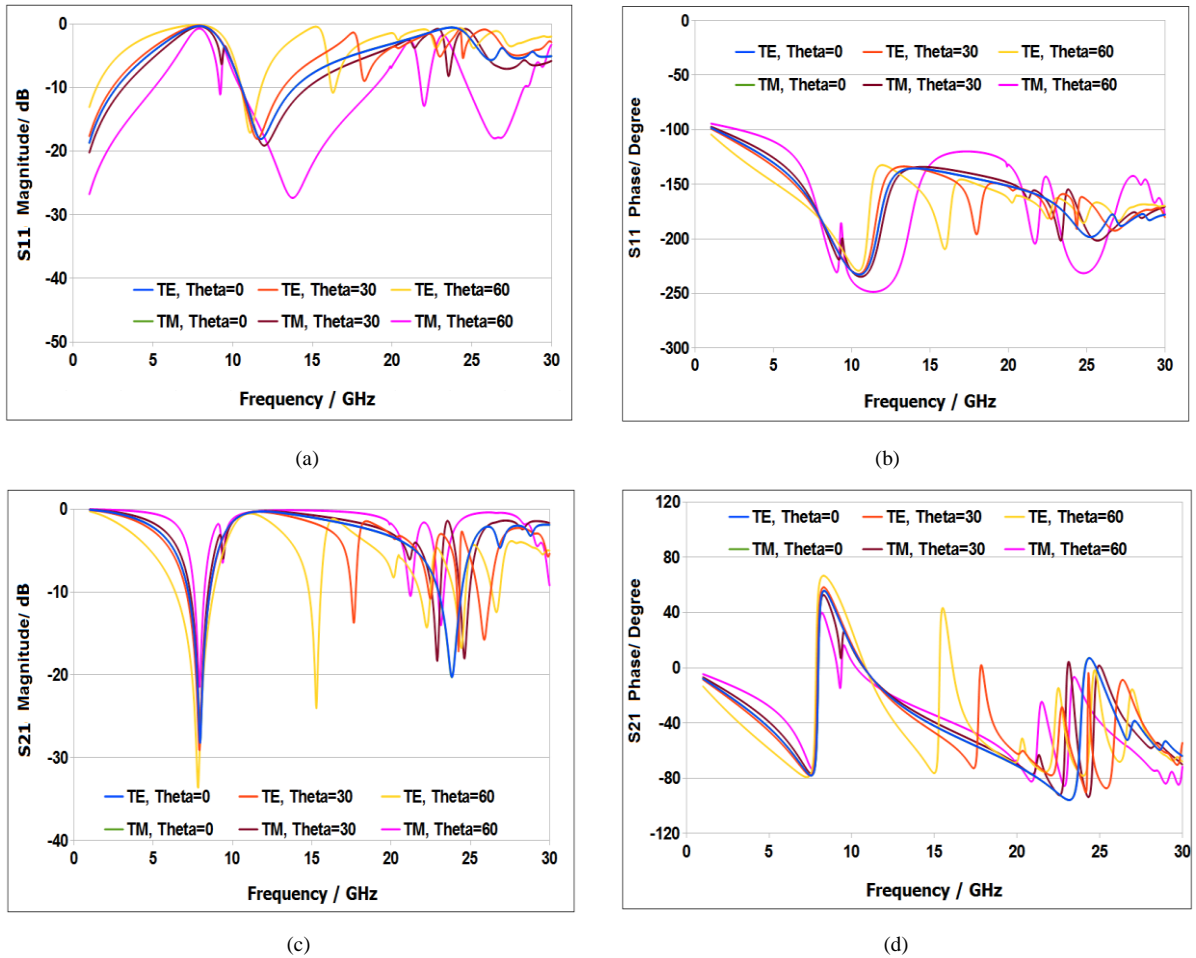 0
-10
-20
-30
-40
-50
S11 Magnitude/ dB
TE, Theta=0 TE, Theta=30 TE, Theta=60
TM, Theta=0 TM, Theta=30 TM, Theta=60
0 5 10 15 20 25 30
Frequency / GHz
(a)
0
-50
-100
-150
-200
-250
-300
S11 Phase/ Degree
TE, Theta=0 TE, Theta=30 TE, Theta=60
TM, Theta=0 TM, Theta=30 TM, Theta=60
0 5 10 15 20 25 30
Frequency / GHz
(b)
0
-10
-20
-30
-40
S21 Magnitude/ dB
TE, Theta=0 TE, Theta=30 TE, Theta=60
TM, Theta=0 TM, Theta=30 TM, Theta=60
0 5 10 15 20 25 30
Frequency / GHz
(c)
120
80
40
0
-40
-80
-120
S21 Phase/ Degree
TE, Theta=0 TE, Theta=30 TE, Theta=60
TM, Theta=0 TM, Theta=30 TM, Theta=60
0 5 10 15 20 25 30
Frequency / GHz
(d)